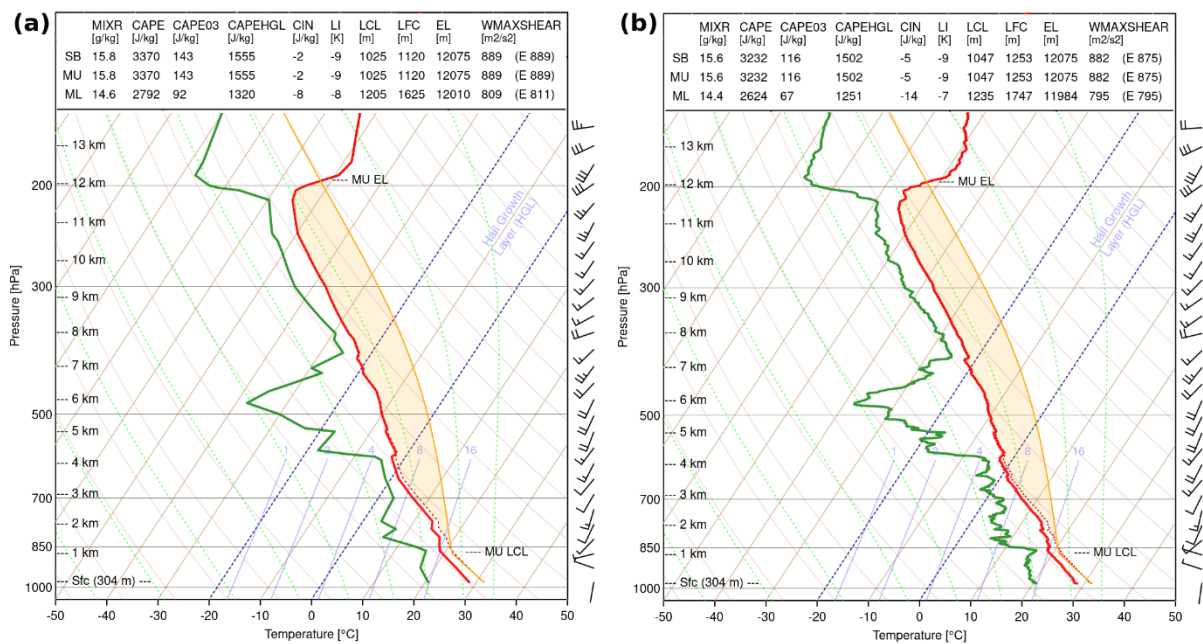 (a)
MIXR CAPE CAPE03 CAPEHGL CIN LI LCL LFC EL WMAXSHEAR
[g/kg] [J/kg] [J/kg] [J/kg] [J/kg] [K] [m] [m] [m] [m2/s2]
SB 15.8 3370 143 1555 -2 -9 1025 1120 12075 889 (E 889)
MU 15.8 3370 143 1555 -2 -9 1025 1120 12075 889 (E 889)
ML 14.6 2792 92 1320 -8 -8 1205 1625 12010 809 (E 811)
13 km
200
12 km
MU EL
11 km
Hail Growth
Layer (HGL)
10 km
300
9 km
8 km
7 km
6 km
500
5 km
1 4 8 16
4 km
700
3 km
2 km
850
1 km
MU LCL
Sfc (304 m)
1000
-50 -40 -30 -20 -10 0 10 20 30 40 50
Temperature [°C]
Pressure [hPa]
(b)
MIXR CAPE CAPE03 CAPEHGL CIN LI LCL LFC EL WMAXSHEAR
[g/kg] [J/kg] [J/kg] [J/kg] [J/kg] [K] [m] [m] [m] [m2/s2]
SB 15.6 3232 116 1502 -5 -9 1047 1253 12075 882 (E 875)
MU 15.6 3232 116 1502 -5 -9 1047 1253 12075 882 (E 875)
ML 14.4 2624 67 1251 -14 -7 1235 1747 11984 795 (E 795)
13 km
200
12 km
MU EL
11 km
Hail Growth
Layer (HGL)
10 km
300
9 km
8 km
7 km
6 km
500
5 km
1 4 8 16
4 km
700
3 km
2 km
850
1 km
MU LCL
Sfc (304 m)
1000
-50 -40 -30 -20 -10 0 10 20 30 40 50
Temperature [°C]
Pressure [hPa]